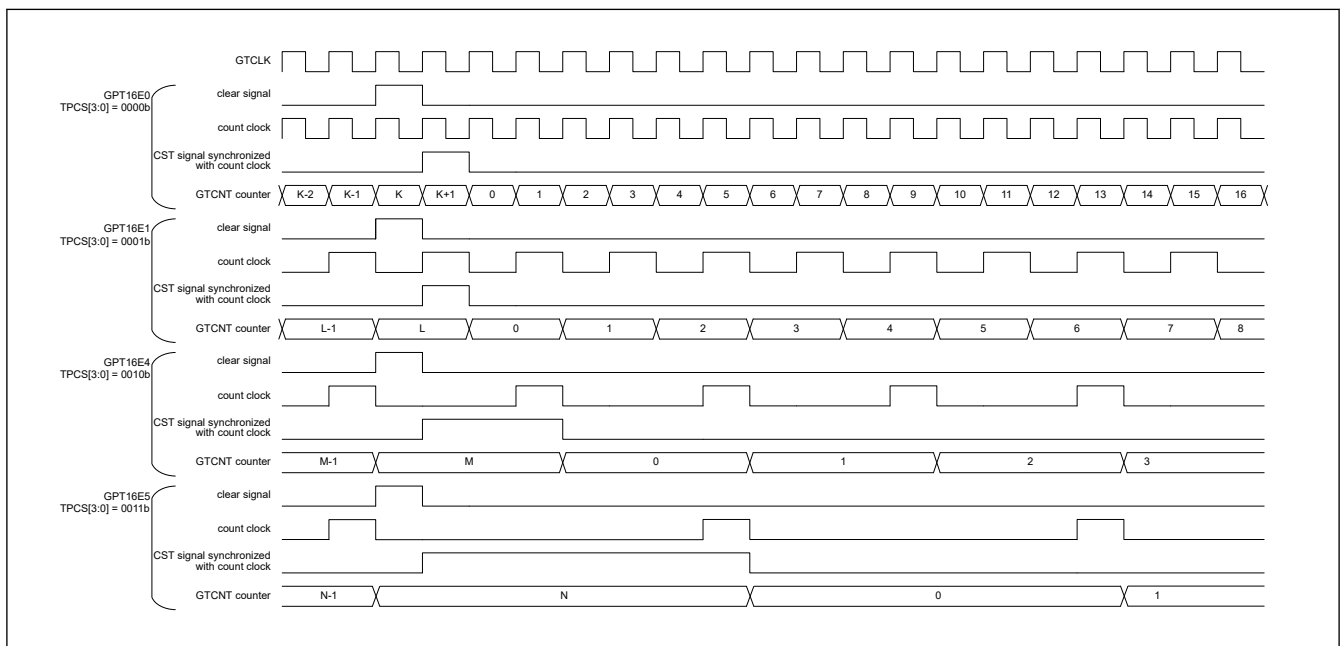 GTCLK
GPT16E0
TPCS[3:0] = 0000b
clear signal
count clock
CST signal synchronized
with count clock
GTCNT counter K-2 K-1 K K+1 0 1 2 3 4 5 6 7 8 9 10 11 12 13 14 15 16
GPT16E1
TPCS[3:0] = 0001b
clear signal
count clock
CST signal synchronized
with count clock
GTCNT counter L-1 L 0 1 2 3 4 5 6 7 8
GPT16E4
TPCS[3:0] = 0010b
clear signal
count clock
CST signal synchronized
with count clock
GTCNT counter M-1 M 0 1 2 3
GPT16E5
TPCS[3:0] = 0011b
clear signal
count clock
CST signal synchronized
with count clock
GTCNT counter N-1 N 0 1